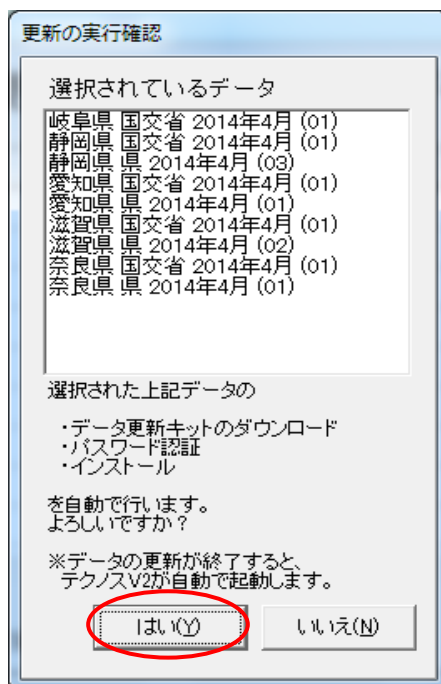 更新の実行確認
選択されているデータ
岐阜県 国交省 2014年4月 (01)
静岡県 国交省 2014年4月 (01)
静岡県 県 2014年4月 (03)
愛知県 国交省 2014年4月 (01)
愛知県 県 2014年4月 (01)
滋賀県 国交省 2014年4月 (01)
滋賀県 県 2014年4月 (02)
奈良県 国交省 2014年4月 (01)
奈良県 県 2014年4月 (01)
選択された上記データの
・データ更新キットのダウンロード
・パスワード認証
・インストール
を自動で行います。
よろしいですか？
※データの更新が終了すると、
テクノスV2が自動で起動します。
はい(Y) いいえ(N)